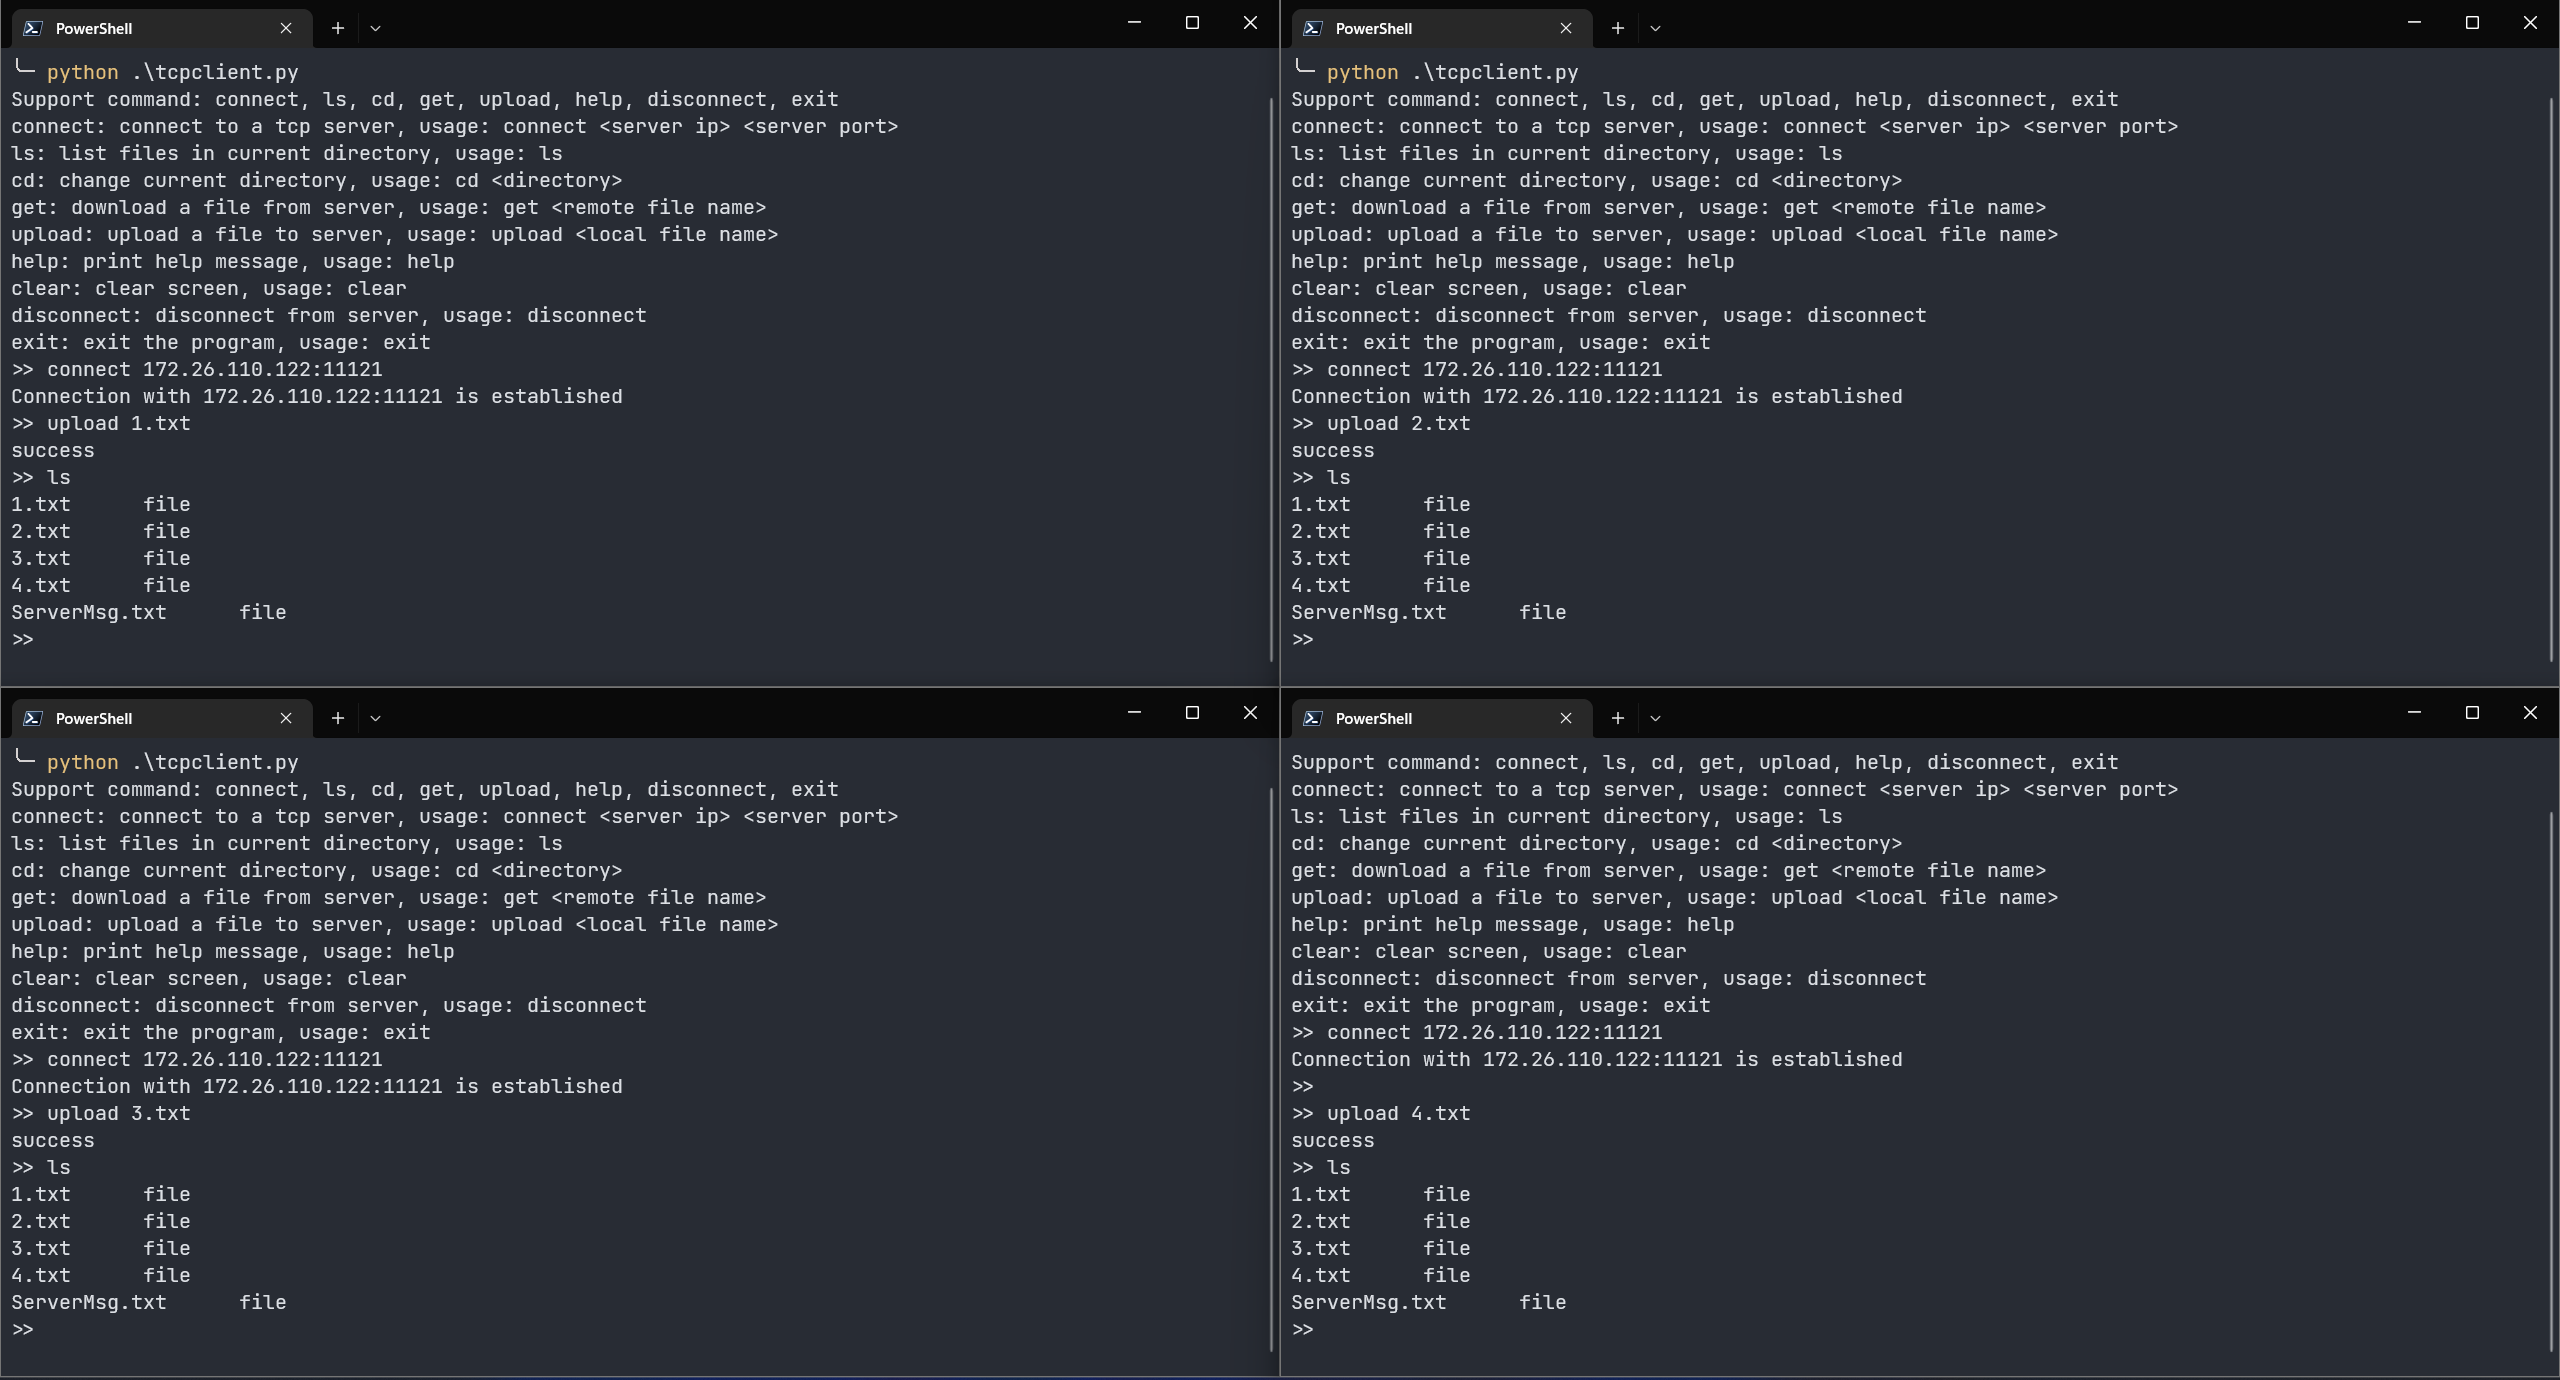 PowerShell
╰─ python .\tcpclient.py
Support command: connect, ls, cd, get, upload, help, disconnect, exit
connect: connect to a tcp server, usage: connect <server ip> <server port>
ls: list files in current directory, usage: ls
cd: change current directory, usage: cd <directory>
get: download a file from server, usage: get <remote file name>
upload: upload a file to server, usage: upload <local file name>
help: print help message, usage: help
clear: clear screen, usage: clear
disconnect: disconnect from server, usage: disconnect
exit: exit the program, usage: exit
>> connect 172.26.110.122:11121
Connection with 172.26.110.122:11121 is established
>> upload 1.txt
success
>> ls
1.txt      file
2.txt      file
3.txt      file
4.txt      file
ServerMsg.txt      file
>>
PowerShell
╰─ python .\tcpclient.py
Support command: connect, ls, cd, get, upload, help, disconnect, exit
connect: connect to a tcp server, usage: connect <server ip> <server port>
ls: list files in current directory, usage: ls
cd: change current directory, usage: cd <directory>
get: download a file from server, usage: get <remote file name>
upload: upload a file to server, usage: upload <local file name>
help: print help message, usage: help
clear: clear screen, usage: clear
disconnect: disconnect from server, usage: disconnect
exit: exit the program, usage: exit
>> connect 172.26.110.122:11121
Connection with 172.26.110.122:11121 is established
>> upload 2.txt
success
>> ls
1.txt      file
2.txt      file
3.txt      file
4.txt      file
ServerMsg.txt      file
>>
PowerShell
╰─ python .\tcpclient.py
Support command: connect, ls, cd, get, upload, help, disconnect, exit
connect: connect to a tcp server, usage: connect <server ip> <server port>
ls: list files in current directory, usage: ls
cd: change current directory, usage: cd <directory>
get: download a file from server, usage: get <remote file name>
upload: upload a file to server, usage: upload <local file name>
help: print help message, usage: help
clear: clear screen, usage: clear
disconnect: disconnect from server, usage: disconnect
exit: exit the program, usage: exit
>> connect 172.26.110.122:11121
Connection with 172.26.110.122:11121 is established
>> upload 3.txt
success
>> ls
1.txt      file
2.txt      file
3.txt      file
4.txt      file
ServerMsg.txt      file
>>
PowerShell
Support command: connect, ls, cd, get, upload, help, disconnect, exit
connect: connect to a tcp server, usage: connect <server ip> <server port>
ls: list files in current directory, usage: ls
cd: change current directory, usage: cd <directory>
get: download a file from server, usage: get <remote file name>
upload: upload a file to server, usage: upload <local file name>
help: print help message, usage: help
clear: clear screen, usage: clear
disconnect: disconnect from server, usage: disconnect
exit: exit the program, usage: exit
>> connect 172.26.110.122:11121
Connection with 172.26.110.122:11121 is established
>>
>> upload 4.txt
success
>> ls
1.txt      file
2.txt      file
3.txt      file
4.txt      file
ServerMsg.txt      file
>>